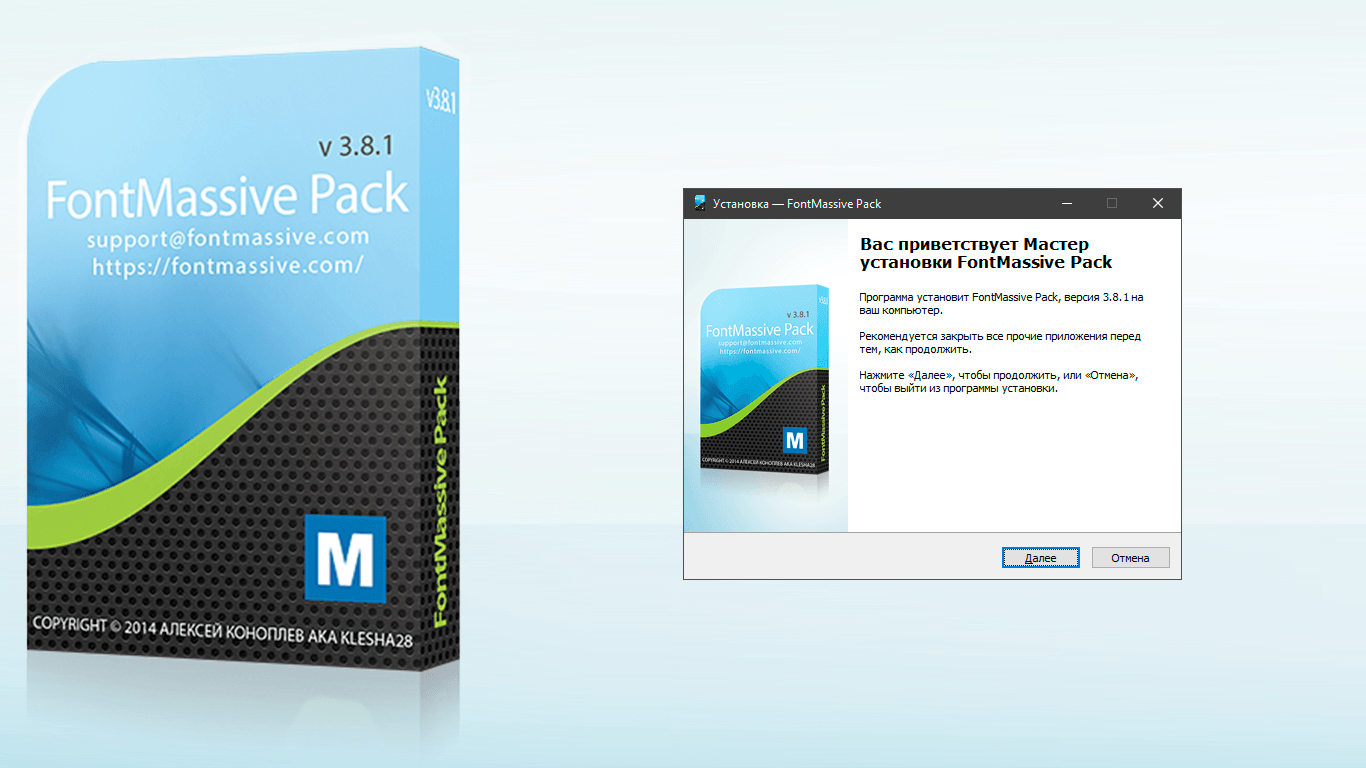 v3.8.1
v 3.8.1
FontMassive Pack
support@fontmassive.com
https://fontmassive.com/
FontMassive Pack
M
COPYRIGHT © 2014 АЛЕКСЕЙ КОНОПЛЕВ AKA KLESHA28
Установка — FontMassive Pack
v3.8.1
v 3.8.1
FontMassive Pack
support@fontmassive.com
https://fontmassive.com/
FontMassive Pack
M
COPYRIGHT © 2014 АЛЕКСЕЙ КОНОПЛЕВ AKA KLESHA28
Вас приветствует Мастер
установки FontMassive Pack
Программа установит FontMassive Pack, версия 3.8.1 на
ваш компьютер.
Рекомендуется закрыть все прочие приложения перед
тем, как продолжить.
Нажмите «Далее», чтобы продолжить, или «Отмена»,
чтобы выйти из программы установки.
Далее
Отмена